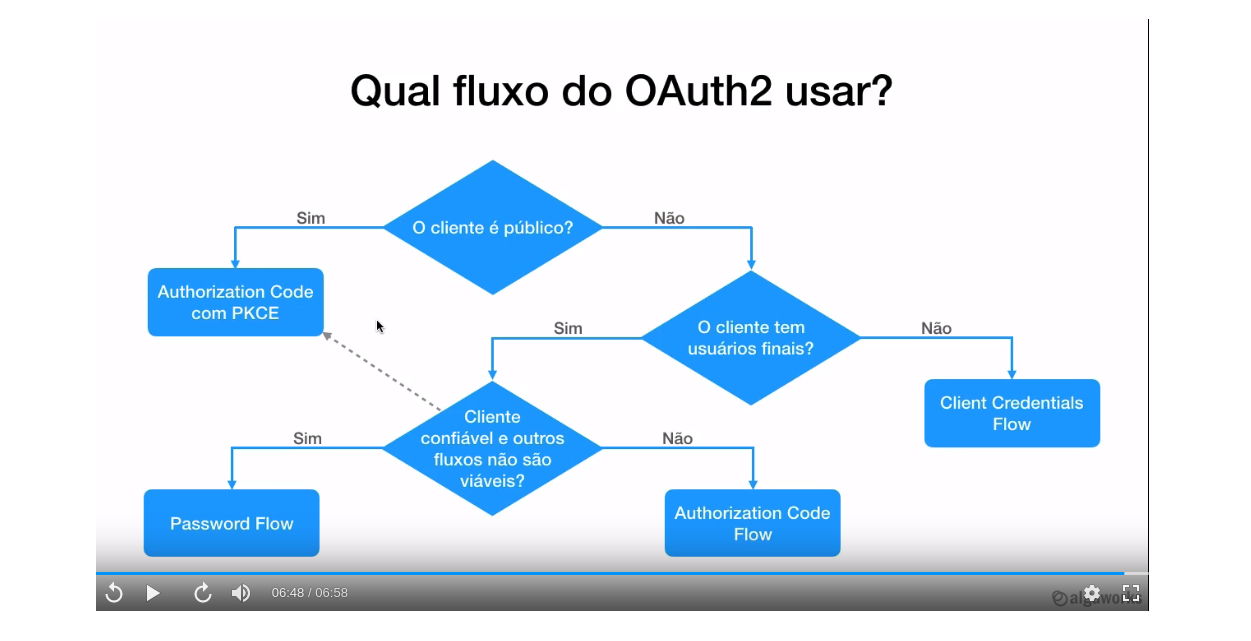 Qual fluxo do OAuth2 usar?
O cliente é público?
Sim
Não
Authorization Code
com PKCE
O cliente tem
usuários finais?
Sim
Não
Client Credentials
Flow
Cliente
confiável e outros
fluxos não são
viáveis?
Sim
Não
Password Flow
Authorization Code
Flow
06:48 / 06:58